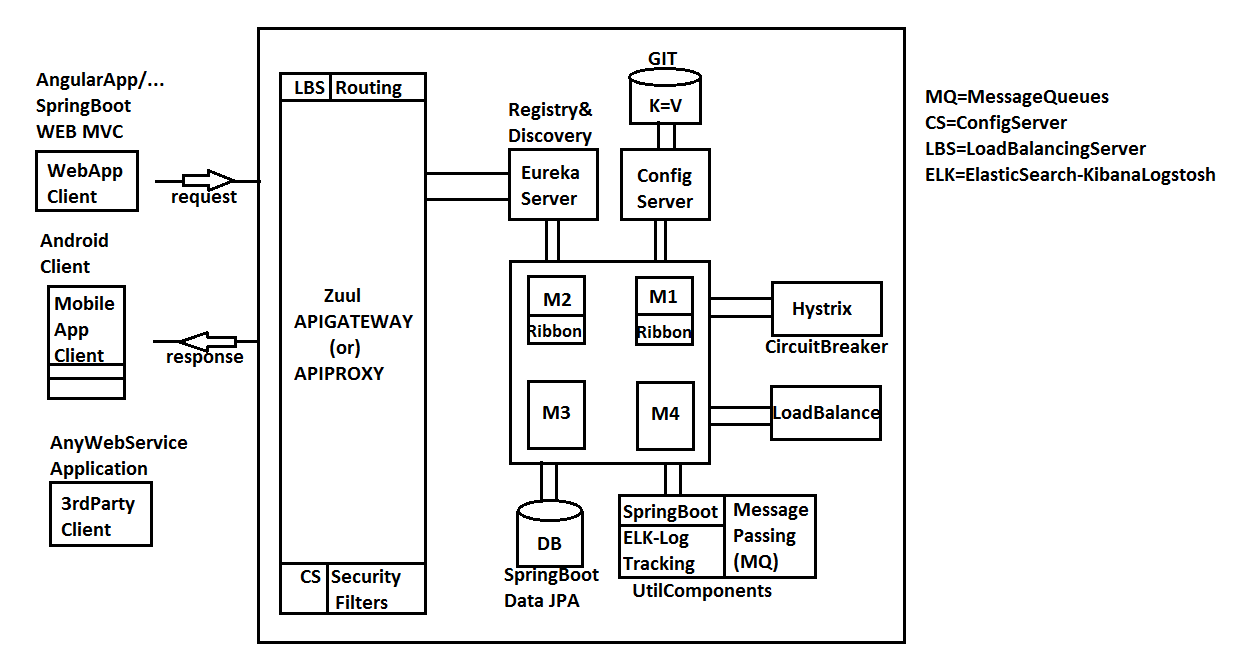 AngularApp/...
SpringBoot
WEB MVC
WebApp
Client
request
Android
Client
Mobile
App
Client
response
AnyWebService
Application
3rdParty
Client
LBS Routing
Zuul
APIGATEWAY
(or)
APIPROXY
CS Security
Filters
Registry&
Discovery
Eureka
Server
GIT
K=V
Config
Server
M2
Ribbon
M1
Ribbon
M3
M4
Hystrix
CircuitBreaker
LoadBalance
DB
SpringBoot
Data JPA
SpringBoot
ELK-Log
Tracking
Message
Passing
(MQ)
UtilComponents
MQ=MessageQueues
CS=ConfigServer
LBS=LoadBalancingServer
ELK=ElasticSearch-KibanaLogstosh